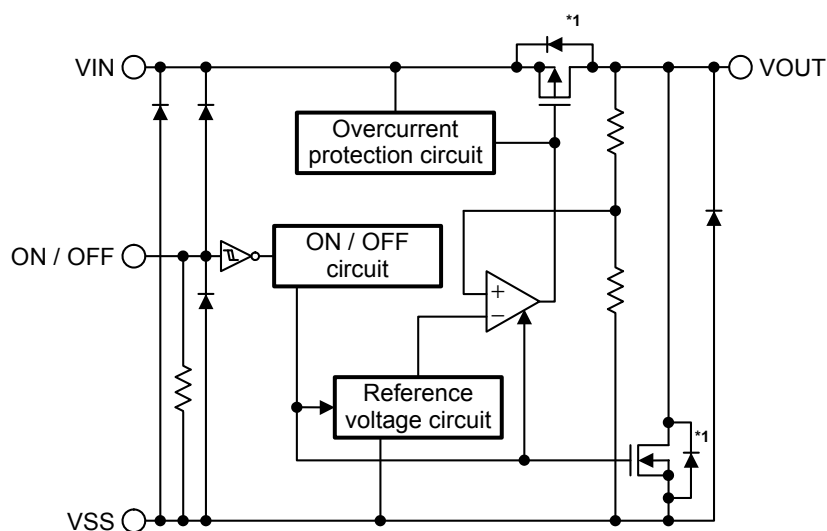 *1
VIN
VOUT
Overcurrent
protection circuit
ON / OFF
ON / OFF
circuit
+
−
Reference
voltage circuit
*1
VSS